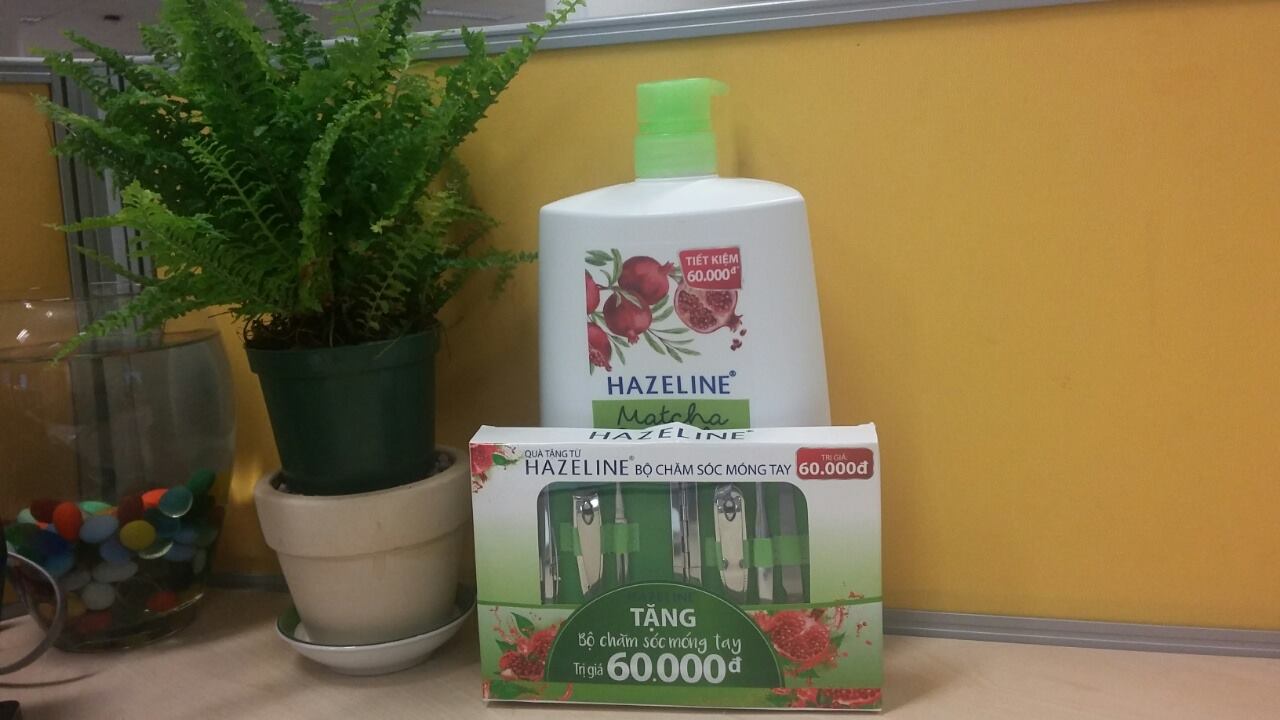 TIẾT KIỆM
60.000đ
HAZELINE®
Matcha
HAZELINE®
QUÀ TẶNG TỪ
HAZELINE® BỘ CHĂM SÓC MÓNG TAY
TRỊ GIÁ
60.000đ
HAZELINE
TẶNG
Bộ chăm sóc móng tay
Trị giá 60.000đ